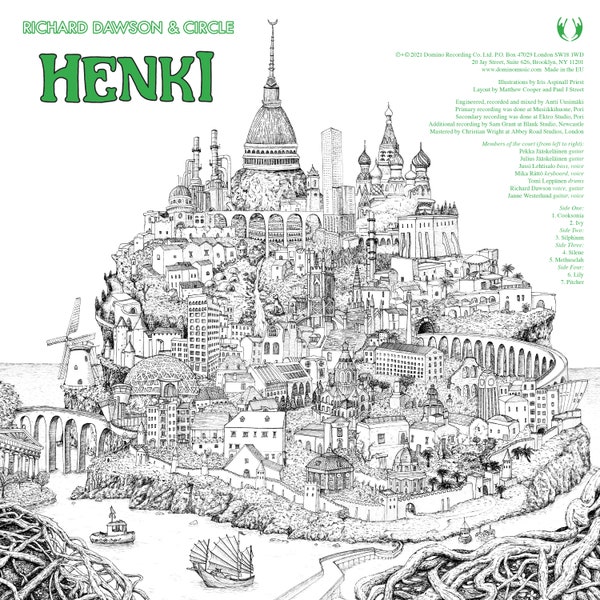 RICHARD DAWSON & CIRCLE
HENKI
℗+© 2021 Domino Recording Co. Ltd. P.O. Box 47029 London SW18 1WD
20 Jay Street, Suite 626, Brooklyn, NY 11201
www.dominomusic.com Made in the EU
Illustrations by Iris Aspinall Priest
Layout by Matthew Cooper and Paul J Street
Engineered, recorded and mixed by Antti Uusimäki
Primary recording was done at Musiikkihuone, Pori
Secondary recording was done at Ektro Studio, Pori
Additional recording by Sam Grant at Blank Studio, Newcastle
Mastered by Christian Wright at Abbey Road Studios, London
Members of the court (from left to right):
Pekka Jääskeläinen guitar
Julius Jääskeläinen guitar
Jussi Lehtisalo bass, voice
Mika Rättö keyboard, voice
Tomi Leppänen drums
Richard Dawson voice, guitar
Janne Westerlund guitar, voice
Side One:
1. Cooksonia
2. Ivy
Side Two:
3. Silphium
Side Three:
4. Silene
5. Methuselah
Side Four:
6. Lily
7. Pitcher